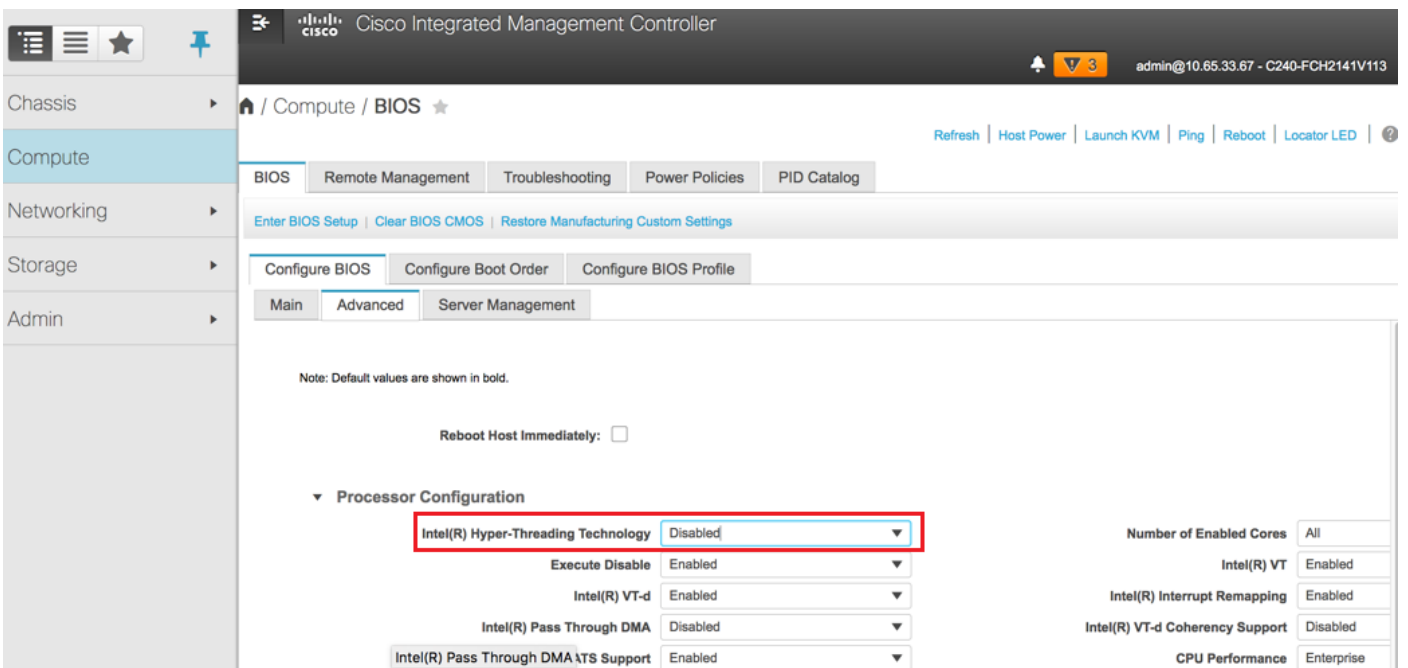 cisco Cisco Integrated Management Controller
3 admin@10.65.33.67 - C240-FCH2141V113
Chassis
Compute
Networking
Storage
Admin
/ Compute / BIOS
Refresh | Host Power | Launch KVM | Ping | Reboot | Locator LED | ?
BIOS Remote Management Troubleshooting Power Policies PID Catalog
Enter BIOS Setup | Clear BIOS CMOS | Restore Manufacturing Custom Settings
Configure BIOS Configure Boot Order Configure BIOS Profile
Main Advanced Server Management
Note: Default values are shown in bold.
Reboot Host Immediately:
Processor Configuration
Intel(R) Hyper-Threading Technology Disabled Number of Enabled Cores All
Execute Disable Enabled Intel(R) VT Enabled
Intel(R) VT-d Enabled Intel(R) Interrupt Remapping Enabled
Intel(R) Pass Through DMA Disabled Intel(R) VT-d Coherency Support Disabled
Intel(R) Pass Through DMA ATS Support Enabled CPU Performance Enterprise